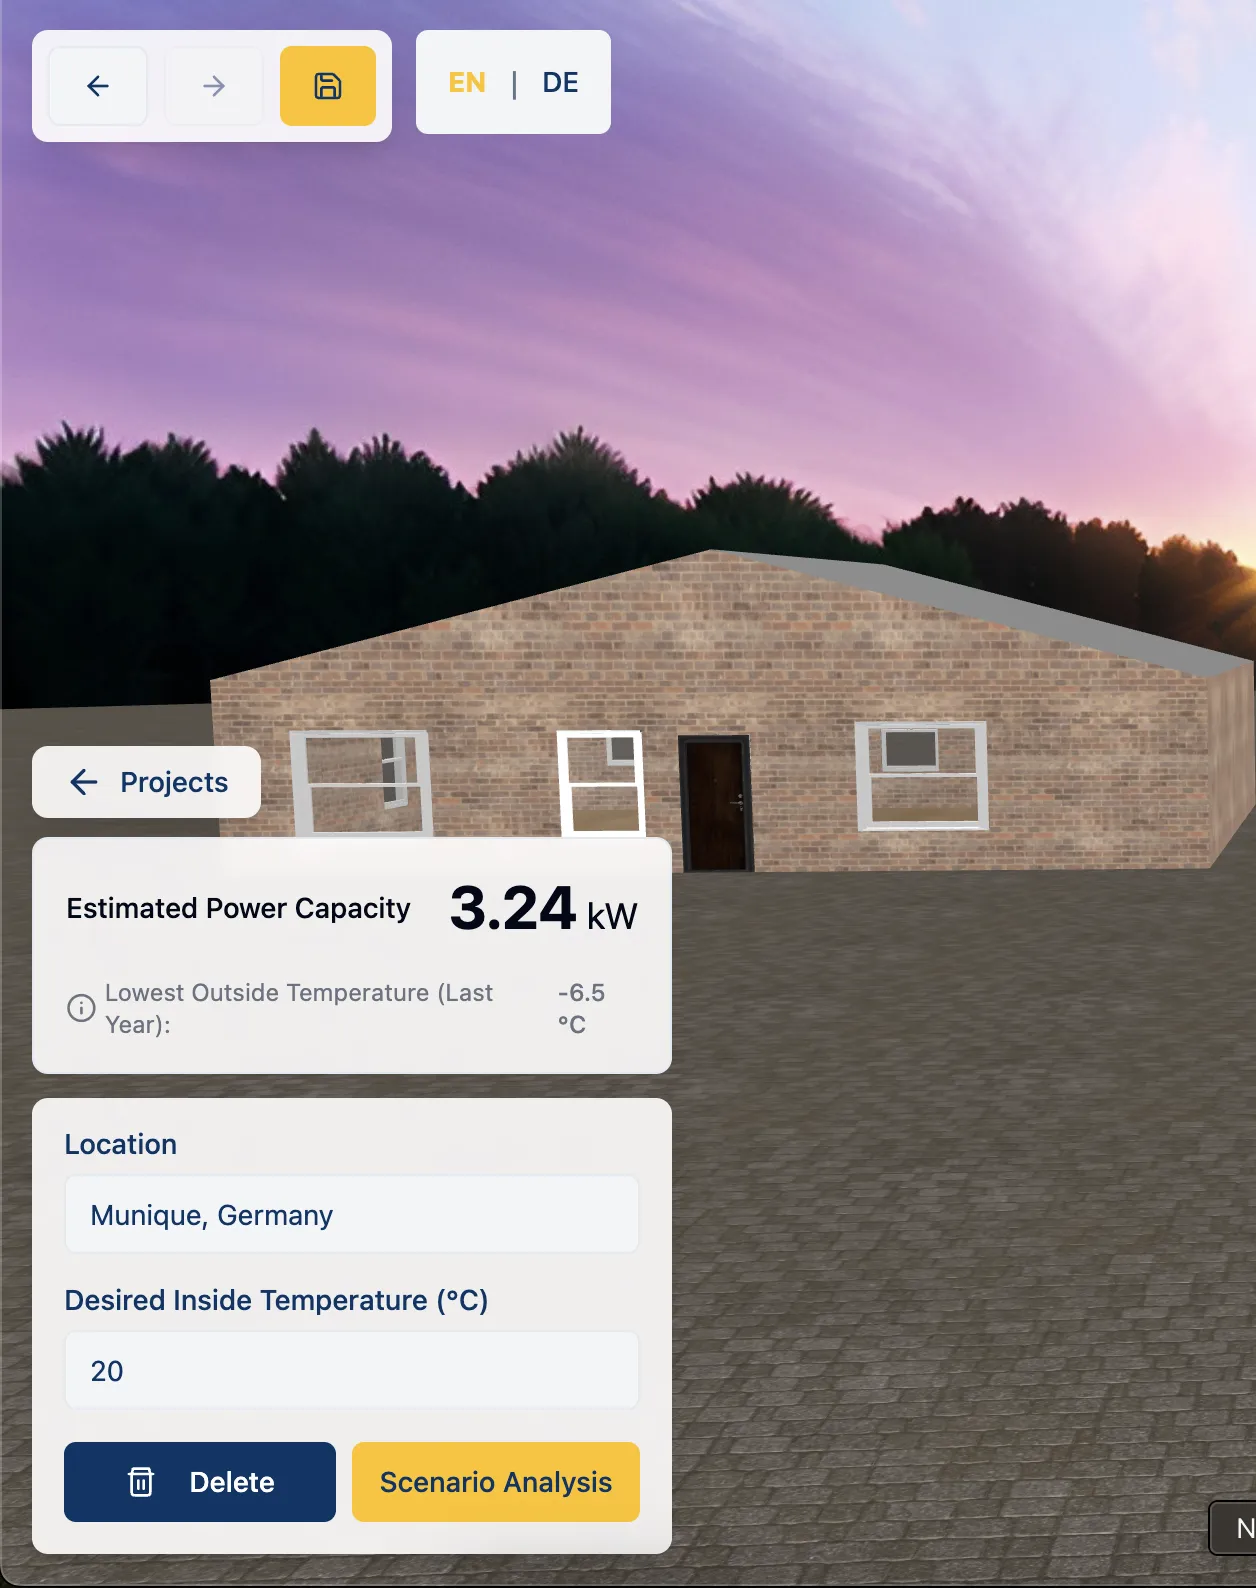 EN | DE
Projects
Estimated Power Capacity 3.24 kW
Lowest Outside Temperature (Last
Year):
-6.5
°C
Location
Munique, Germany
Desired Inside Temperature (°C)
20
Delete
Scenario Analysis
N